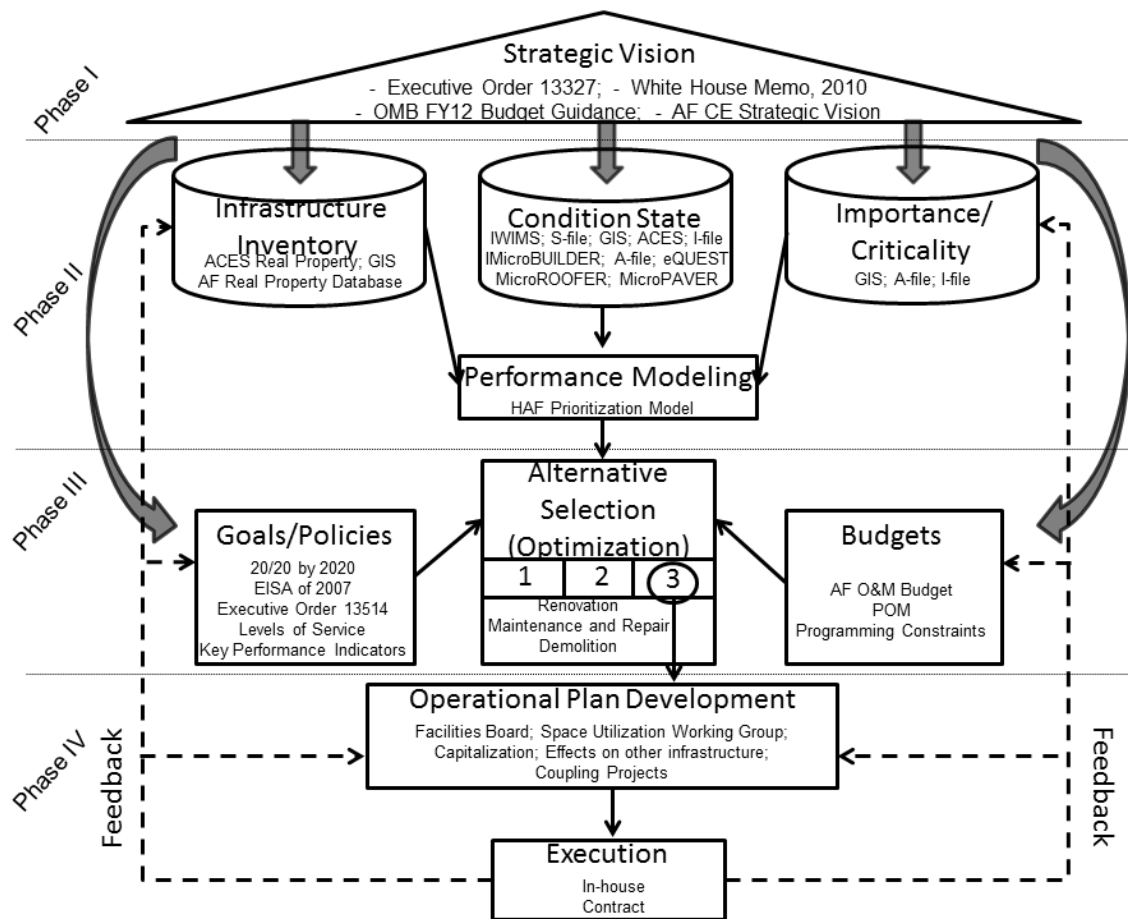 Phase I
Strategic Vision
- Executive Order 13327; - White House Memo, 2010
- OMB FY12 Budget Guidance; - AF CE Strategic Vision
Phase II
Infrastructure
Inventory
ACES Real Property; GIS
AF Real Property Database
Condition State
IWIMS; S-file; GIS; ACES; I-file
IMicroBUILDER; A-file; eQUEST
MicroROOFER; MicroPAVER
Importance/
Criticality
GIS; A-file; I-file
Performance Modeling
HAF Prioritization Model
Phase III
Goals/Policies
20/20 by 2020
EISA of 2007
Executive Order 13514
Levels of Service
Key Performance Indicators
Alternative
Selection
(Optimization)
1 2 3
Renovation
Maintenance and Repair
Demolition
Budgets
AF O&M Budget
POM
Programming Constraints
Phase IV
Feedback
Operational Plan Development
Facilities Board; Space Utilization Working Group;
Capitalization; Effects on other infrastructure;
Coupling Projects
Feedback
Execution
In-house
Contract